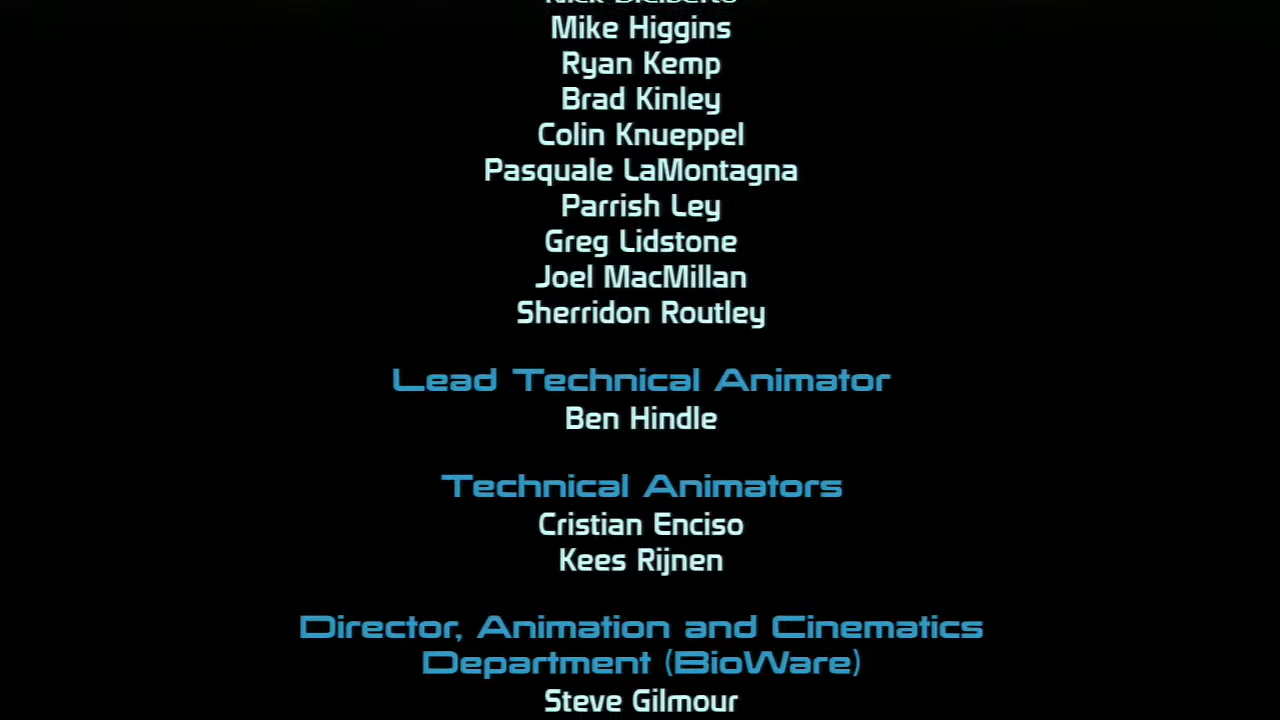 Mike Higgins
Ryan Kemp
Brad Kinley
Colin Knueppel
Pasquale LaMontagna
Parrish Ley
Greg Lidstone
Joel MacMillan
Sherridon Routley
Lead Technical Animator
Ben Hindle
Technical Animators
Cristian Enciso
Kees Rijnen
Director, Animation and Cinematics
Department (BioWare)
Steve Gilmour